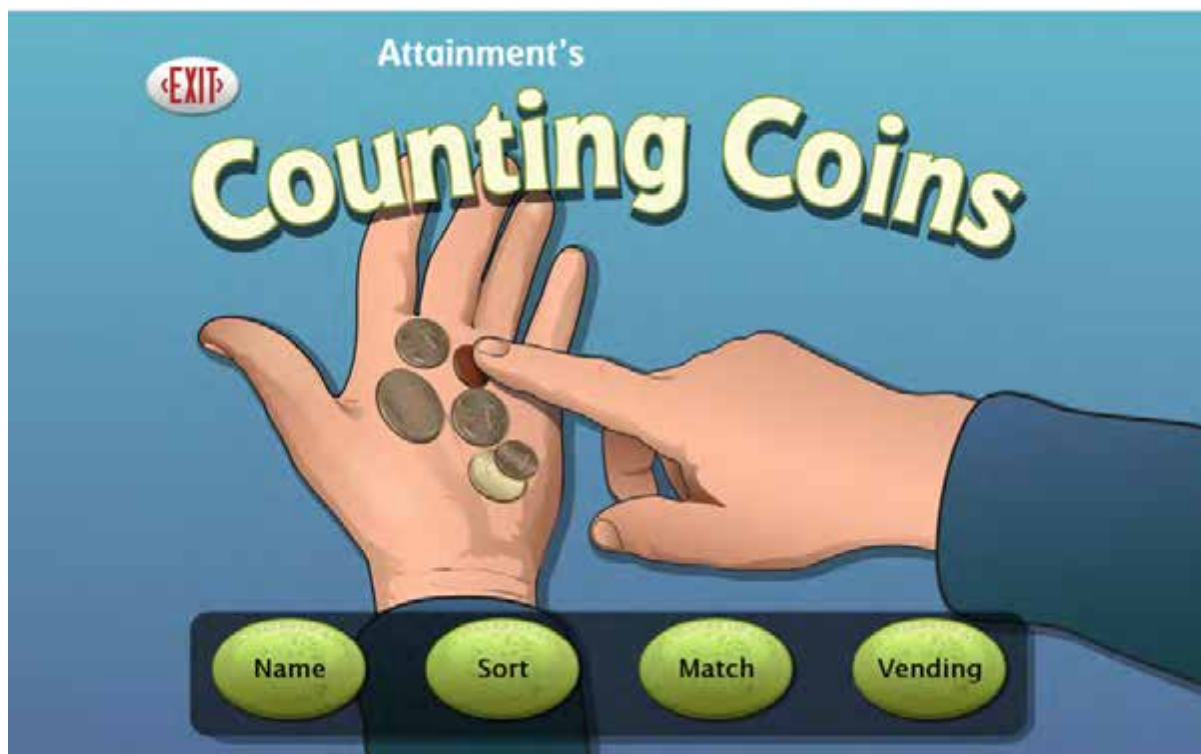 Attainment's
‹EXIT›
Counting Coins
Name
Sort
Match
Vending